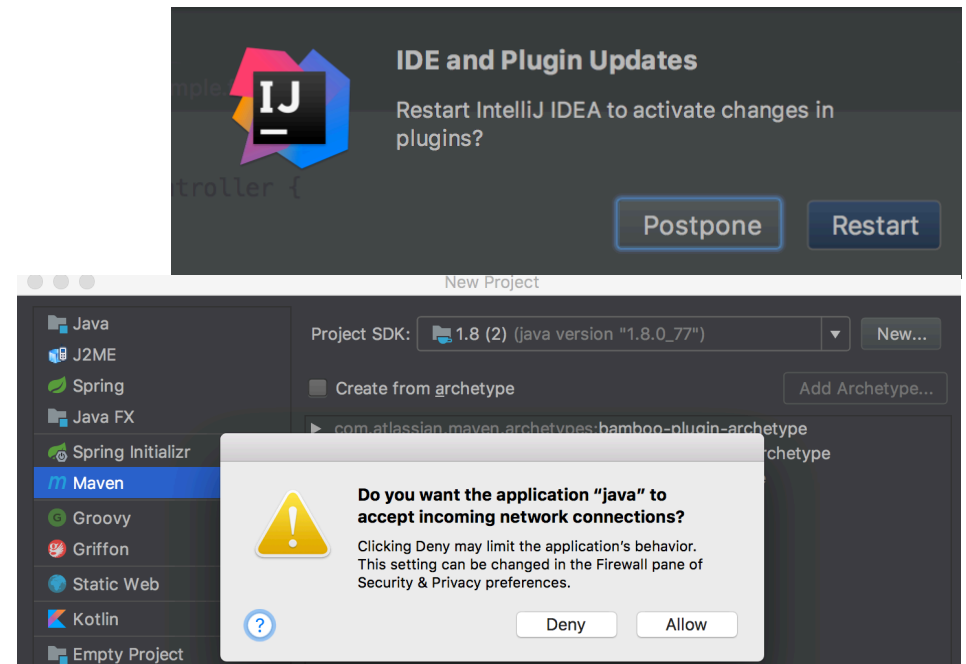 IDE and Plugin Updates
mple.
IJ
Restart IntelliJ IDEA to activate changes in
plugins?
troller {
Postpone
Restart
New Project
Java
J2ME
Spring
Java FX
Spring Initializr
Maven
Groovy
Griffon
Static Web
Kotlin
Empty Project
Project SDK:
1.8 (2) (java version "1.8.0_77")
New...
Create from archetype
Add Archetype...
com.atlassian.maven.archetypes:bamboo-plugin-archetype
rchetype
Do you want the application “java” to
accept incoming network connections?
Clicking Deny may limit the application’s behavior.
This setting can be changed in the Firewall pane of
Security & Privacy preferences.
?
Deny
Allow